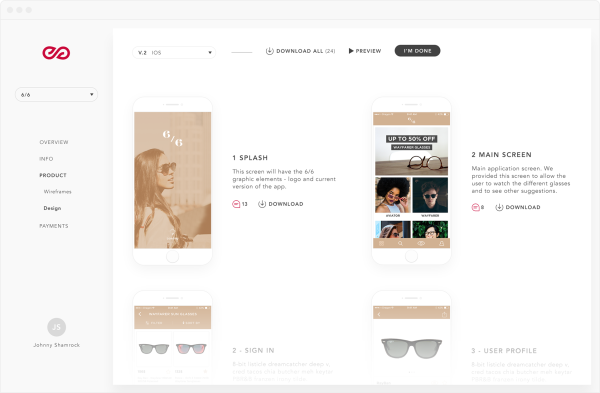 V.2 IOS
DOWNLOAD ALL (24)
PREVIEW
I'M DONE
6/6
OVERVIEW
INFO
PRODUCT
Wireframes
Design
PAYMENTS
JS
Johnny Shamrock
6/6
1 SPLASH
This screen will have the 6/6
graphic elements - logo and current
version of the app.
13
DOWNLOAD
UP TO 50% OFF
WAYFARER GLASSES
AVIATOR
WAYFARER
2 MAIN SCREEN
Main application screen. We
provided this screen to allow the
user to watch the different glasses
and to see other suggestions.
8
DOWNLOAD
2 - SIGN IN
3 - USER PROFILE